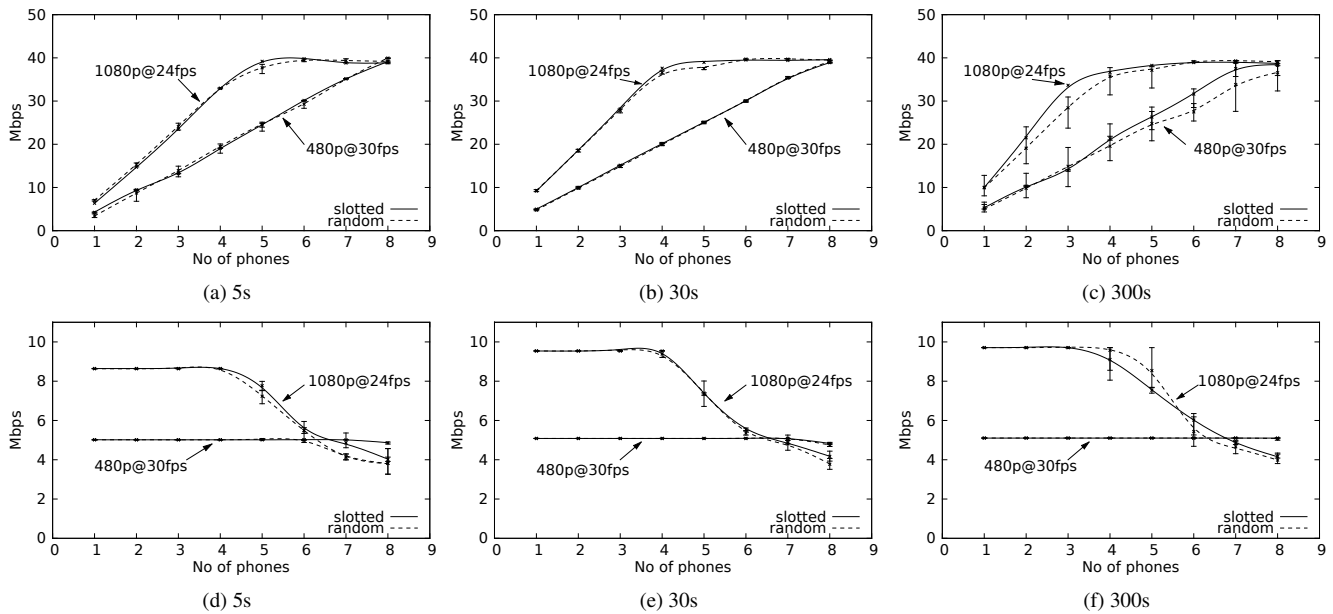 50
40
30
20
10
0
Mbps
1080p@24fps
480p@30fps
slotted
random
0 1 2 3 4 5 6 7 8 9
No of phones
(a) 5s
50
40
30
20
10
0
Mbps
1080p@24fps
480p@30fps
slotted
random
0 1 2 3 4 5 6 7 8 9
No of phones
(b) 30s
50
40
30
20
10
0
Mbps
1080p@24fps
480p@30fps
slotted
random
0 1 2 3 4 5 6 7 8 9
No of phones
(c) 300s
10
8
6
4
2
0
Mbps
1080p@24fps
480p@30fps
slotted
random
0 1 2 3 4 5 6 7 8 9
No of phones
(d) 5s
10
8
6
4
2
0
Mbps
1080p@24fps
480p@30fps
slotted
random
0 1 2 3 4 5 6 7 8 9
No of phones
(e) 30s
10
8
6
4
2
0
Mbps
1080p@24fps
480p@30fps
slotted
random
0 1 2 3 4 5 6 7 8 9
No of phones
(f) 300s